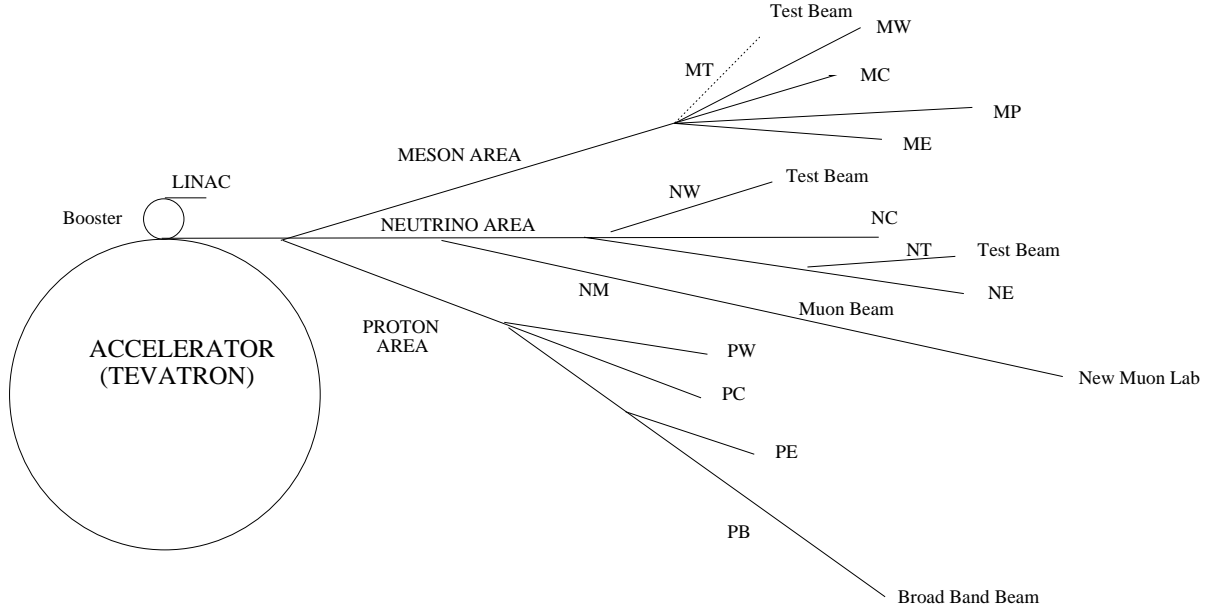 Test Beam
MW
MT
MC
MP
ME
MESON AREA
LINAC
Booster
NW
Test Beam
NEUTRINO AREA
NC
NT
Test Beam
NM
NE
Muon Beam
PROTON
AREA
ACCELERATOR
(TEVATRON)
PW
New Muon Lab
PC
PE
PB
Broad Band Beam